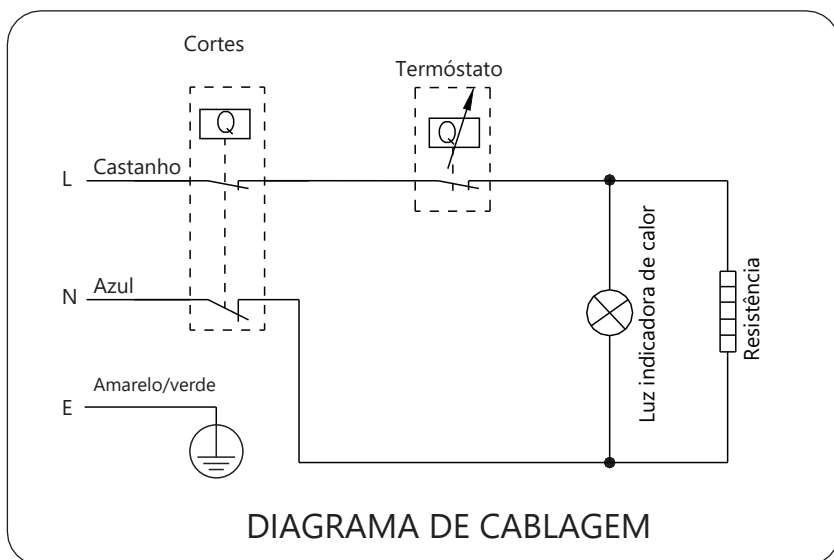 Cortes
Termóstato
Q
Q
L
Castanho
N
Azul
E
Amarelo/verde
Luz indicadora de calor
Resistência
DIAGRAMA DE CABLAGEM